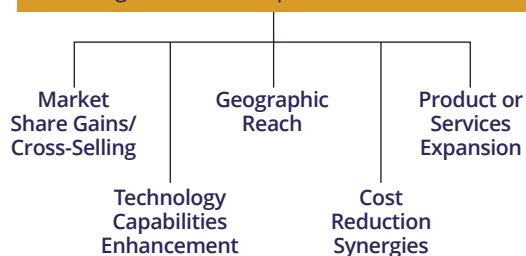 Market
Share Gains/
Cross-Selling
Geographic
Reach
Product or
Services
Expansion
Technology
Capabilities
Enhancement
Cost
Reduction
Synergies